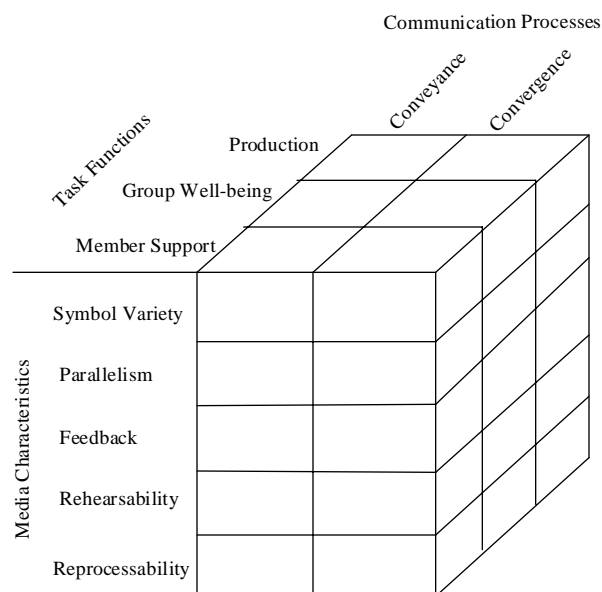 Communication Processes
Conveyance
Convergence
Task Functions
Production
Group Well-being
Member Support
Media Characteristics
Symbol Variety
Parallelism
Feedback
Rehearsability
Reprocessability